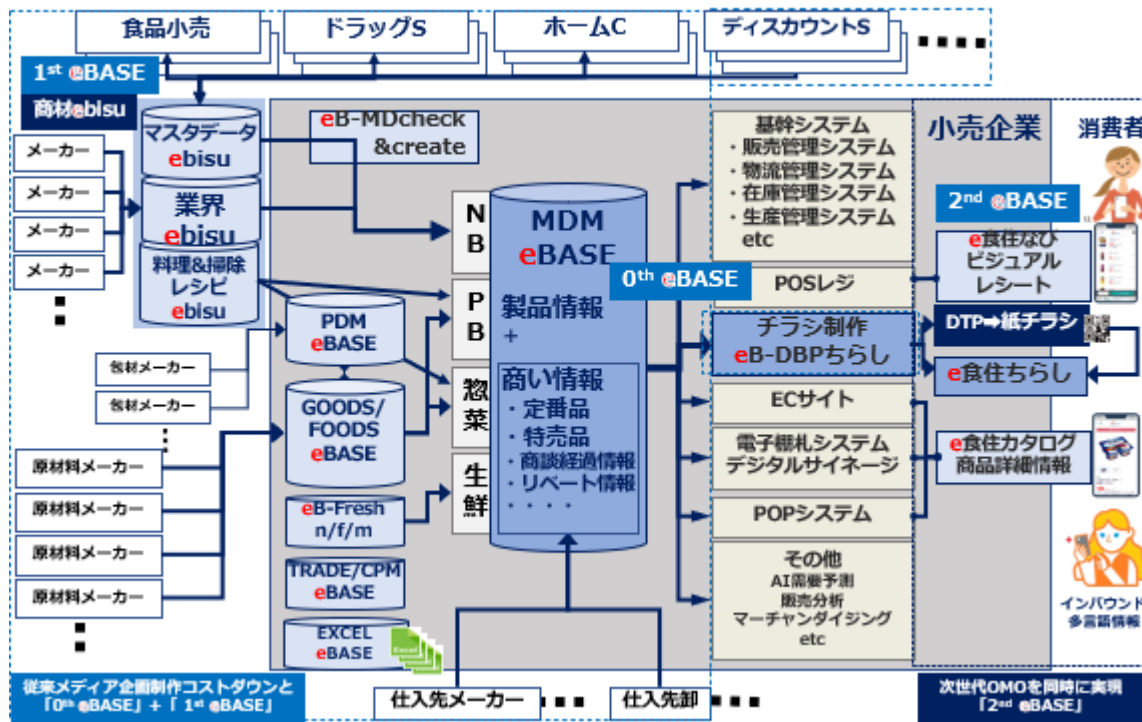 食品小売
ドラッグS
ホームC
ディスカウントS
1st eBASE
商材ebisu
メーカー
メーカー
メーカー
メーカー
マスタデータ
ebisu
業界
ebisu
料理&掃除
レシピ
ebisu
eB-MDcheck
&create
包材メーカー
包材メーカー
原材料メーカー
原材料メーカー
原材料メーカー
原材料メーカー
PDM
eBASE
GOODS/
FOODS
eBASE
eB-Fresh
n/f/m
TRADE/CPM
eBASE
EXCEL
eBASE
Excel
NB
PB
惣菜
生鮮
MDM
eBASE
製品情報
+
商い情報
・定番品
・特売品
・商談経過情報
・リベート情報
・・・・
0th eBASE
基幹システム
・販売管理システム
・物流管理システム
・在庫管理システム
・生産管理システム
etc
POSレジ
チラシ制作
eB-DBPちらし
ECサイト
電子棚札システム
デジタルサイネージ
POPシステム
その他
AI需要予測
販売分析
マーチャンダイジング
etc
小売企業
消費者
2nd eBASE
e食住なび
ビジュアル
レシート
DTP➡紙チラシ
e食住ちらし
e食住カタログ
商品詳細情報
インバウンド
多言語情報
仕入先メーカー
仕入先卸
従来メディア企画制作コストダウンと
「0th eBASE」+「 1st eBASE」
次世代OMOを同時に実現
「2nd eBASE」